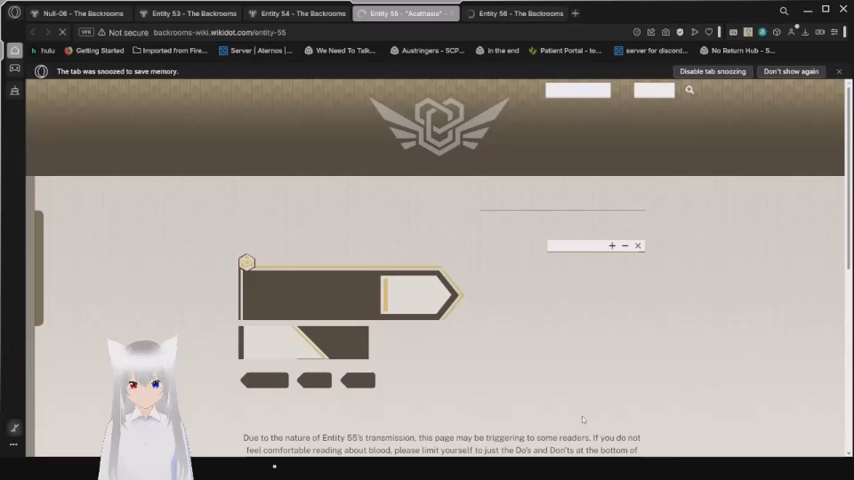 Null-06 - The Backrooms
Entity 53 - The Backrooms
Entity 54 - The Backrooms
Entity 55 - "Acathasia" -
Entity 56 - The Backrooms
VPN
Not secure backrooms-wiki.wikidot.com/entity-55
hulu
Getting Started
Imported from Fire...
Server | Aternos | ...
We Need To Talk...
Austringers - SCP...
in the end
Patient Portal - to...
server for discord...
No Return Hub - S...
The tab was snoozed to save memory.
Disable tab snoozing
Don't show again
Due to the nature of Entity 55's transmission, this page may be triggering to some readers. If you do not
feel comfortable reading about blood, please limit yourself to just the Do's and Don'ts at the bottom of